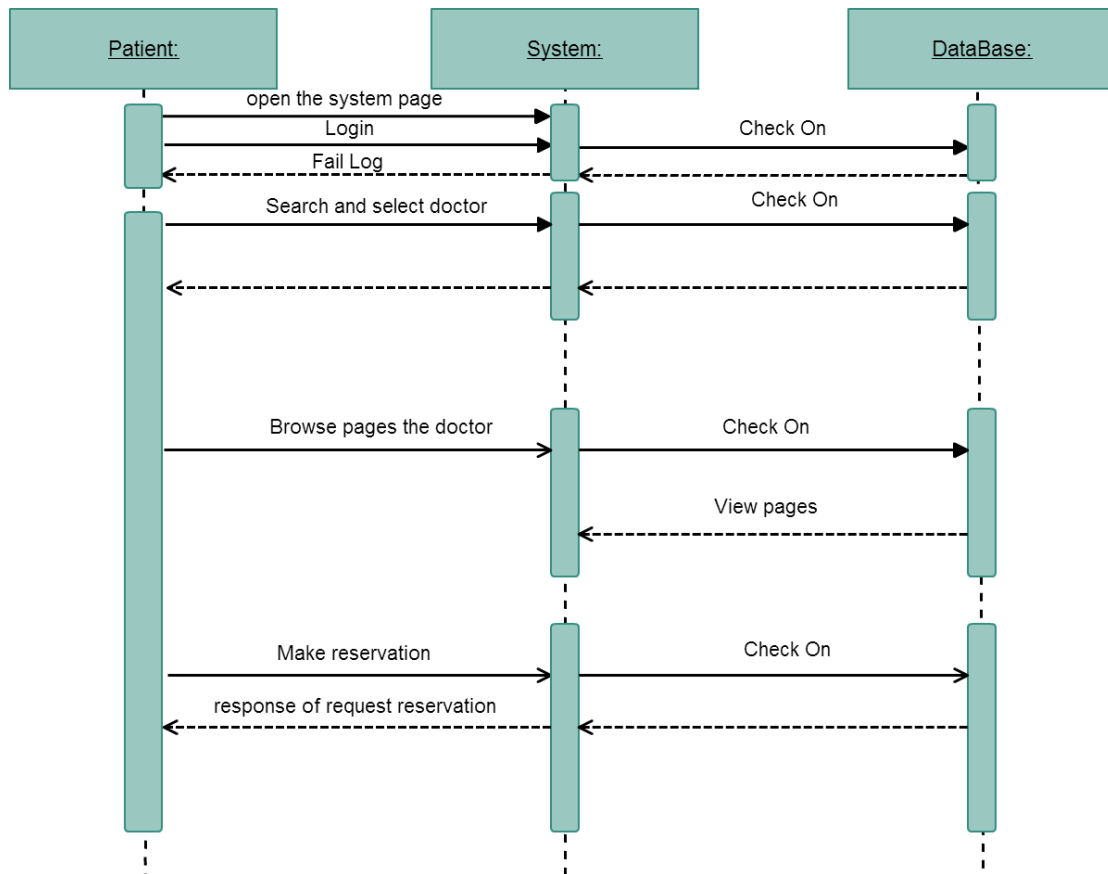 Patient:
System:
DataBase:
open the system page
Login
Check On
Fail Log
Search and select doctor
Check On
Browse pages the doctor
Check On
View pages
Make reservation
Check On
response of request reservation